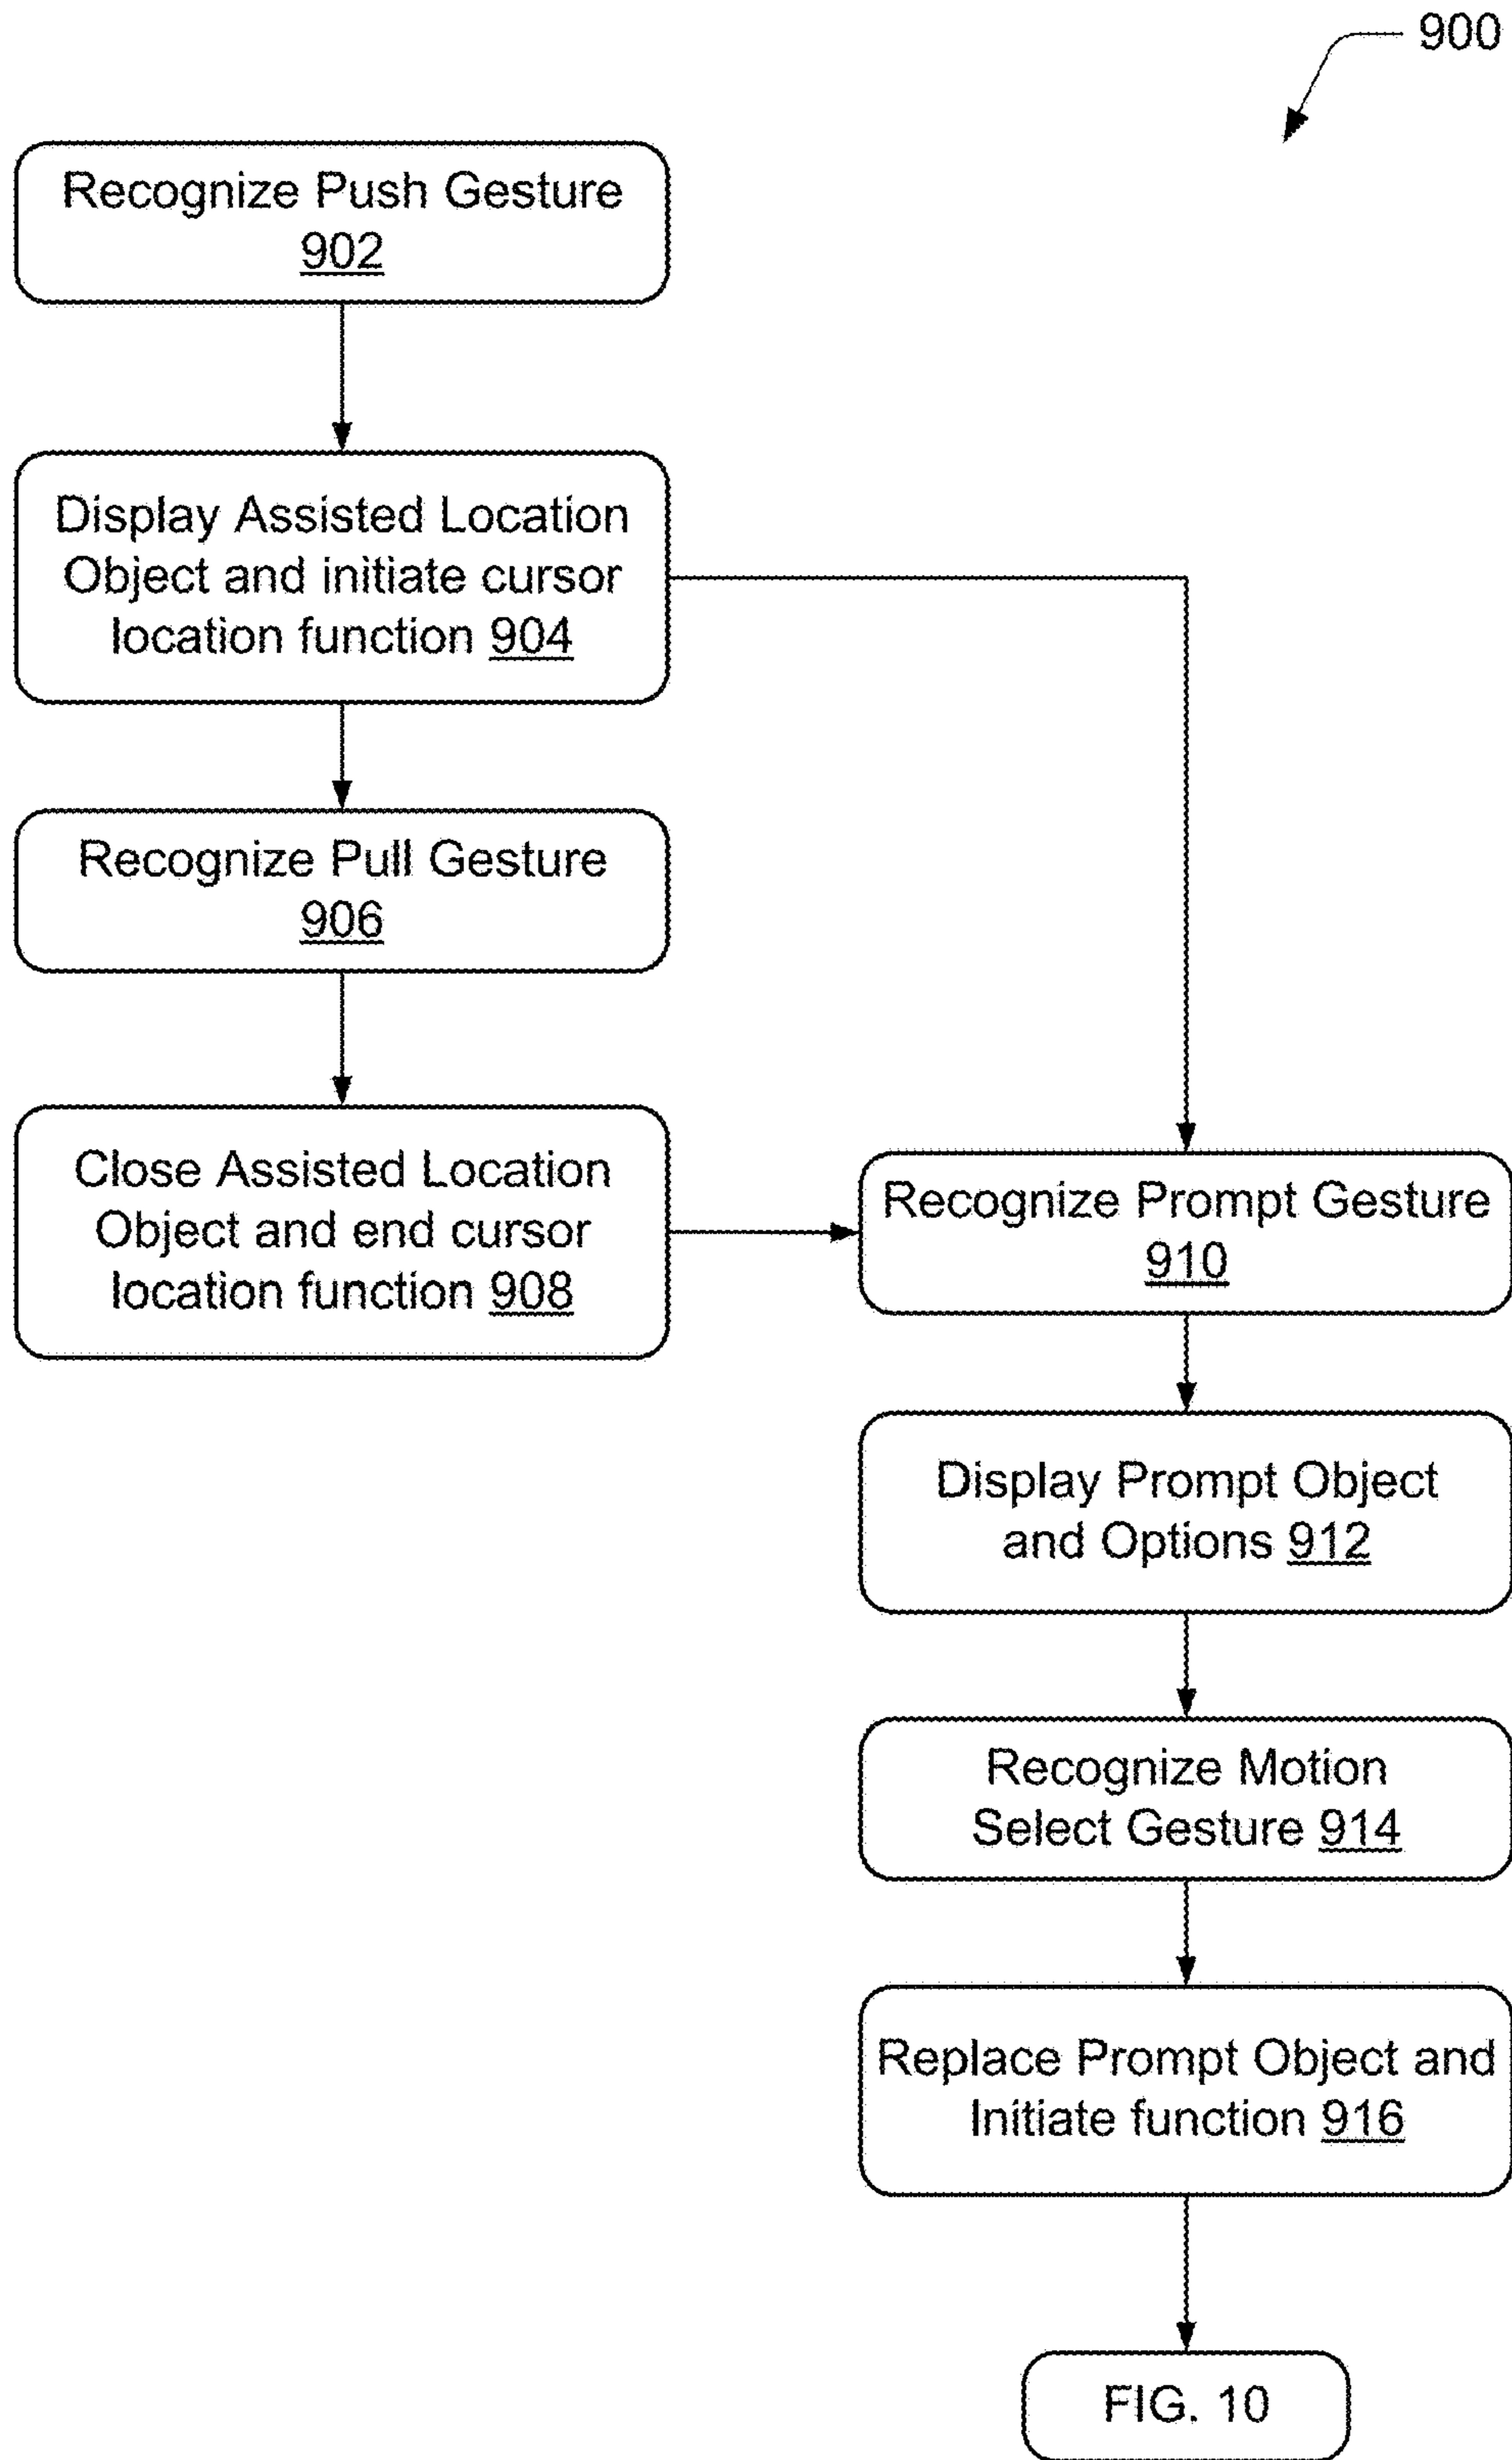 900
Recognize Push Gesture
902
Display Assisted Location
Object and initiate cursor
location function 904
Recognize Pull Gesture
906
Close Assisted Location
Object and end cursor
location function 908
Recognize Prompt Gesture
910
Display Prompt Object
and Options 912
Recognize Motion
Select Gesture 914
Replace Prompt Object and
Initiate function 916
FIG. 10